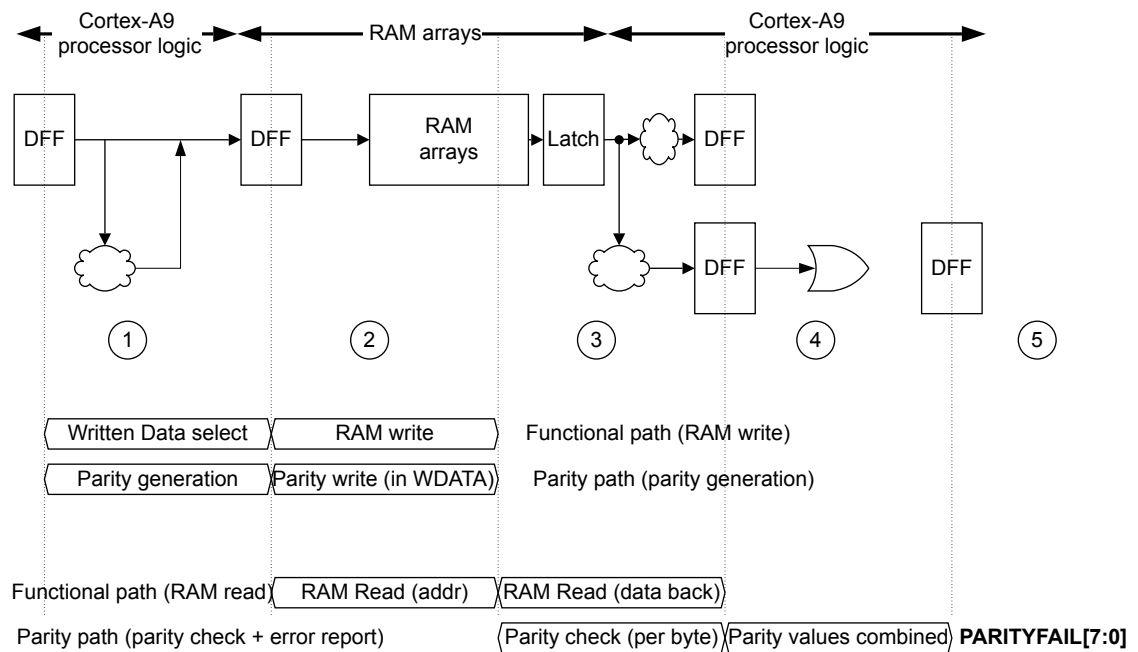 Cortex-A9
processor logic
RAM arrays
Cortex-A9
processor logic
DFF
DFF
RAM
arrays
Latch
DFF
DFF
DFF
1
2
3
4
5
Written Data select
RAM write
Functional path (RAM write)
Parity generation
Parity write (in WDATA)
Parity path (parity generation)
Functional path (RAM read)
RAM Read (addr)
RAM Read (data back)
Parity path (parity check + error report)
Parity check (per byte)
Parity values combined
PARITYFAIL[7:0]